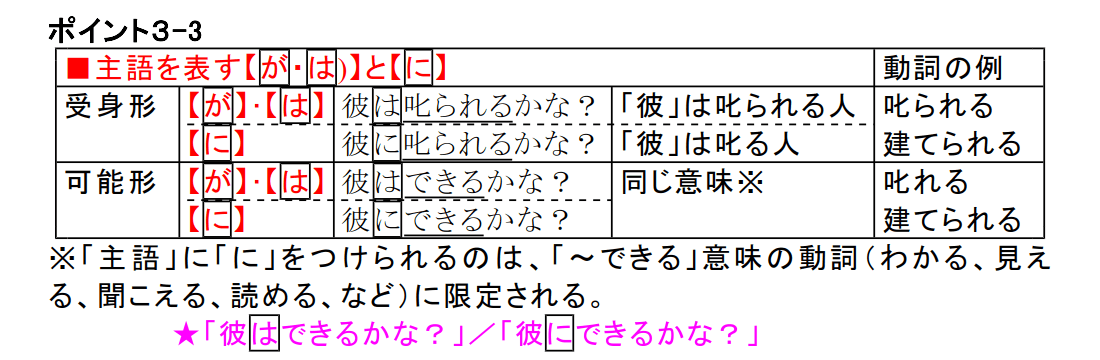 ポイント3-3
■主語を表す【が・は)】と【に】 動詞の例
受身形 【が】・【は】 彼は叱られるかな？ 「彼」は叱られる人 叱られる
【に】 彼に叱られるかな？ 「彼」は叱る人 建てられる
可能形 【が】・【は】 彼はできるかな？ 同じ意味※ 叱れる
【に】 彼にできるかな？ 建てられる
※「主語」に「に」をつけられるのは、「～できる」意味の動詞（わかる、見え
る、聞こえる、読める、など）に限定される。
★「彼はできるかな？」／「彼にできるかな？」